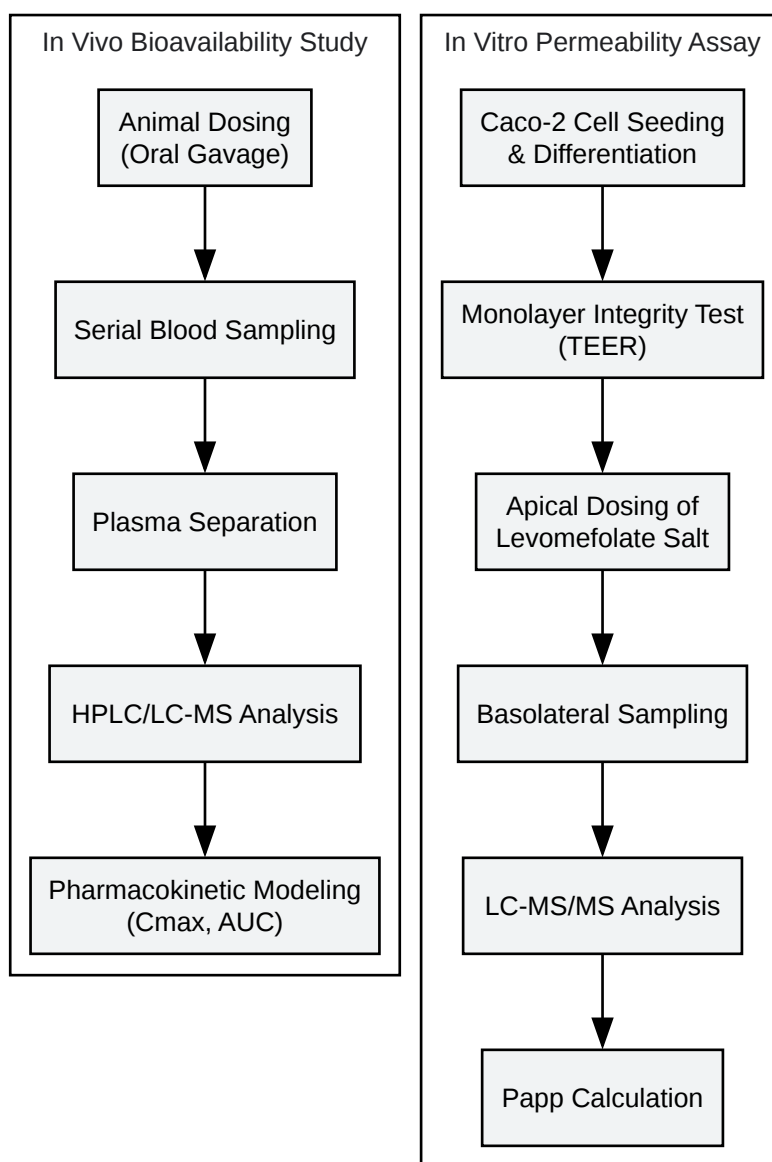 In Vivo Bioavailability Study
Animal Dosing
(Oral Gavage)
Serial Blood Sampling
Plasma Separation
HPLC/LC-MS Analysis
Pharmacokinetic Modeling
(Cmax, AUC)
In Vitro Permeability Assay
Caco-2 Cell Seeding
& Differentiation
Monolayer Integrity Test
(TEER)
Apical Dosing of
Levomefolate Salt
Basolateral Sampling
LC-MS/MS Analysis
Papp Calculation